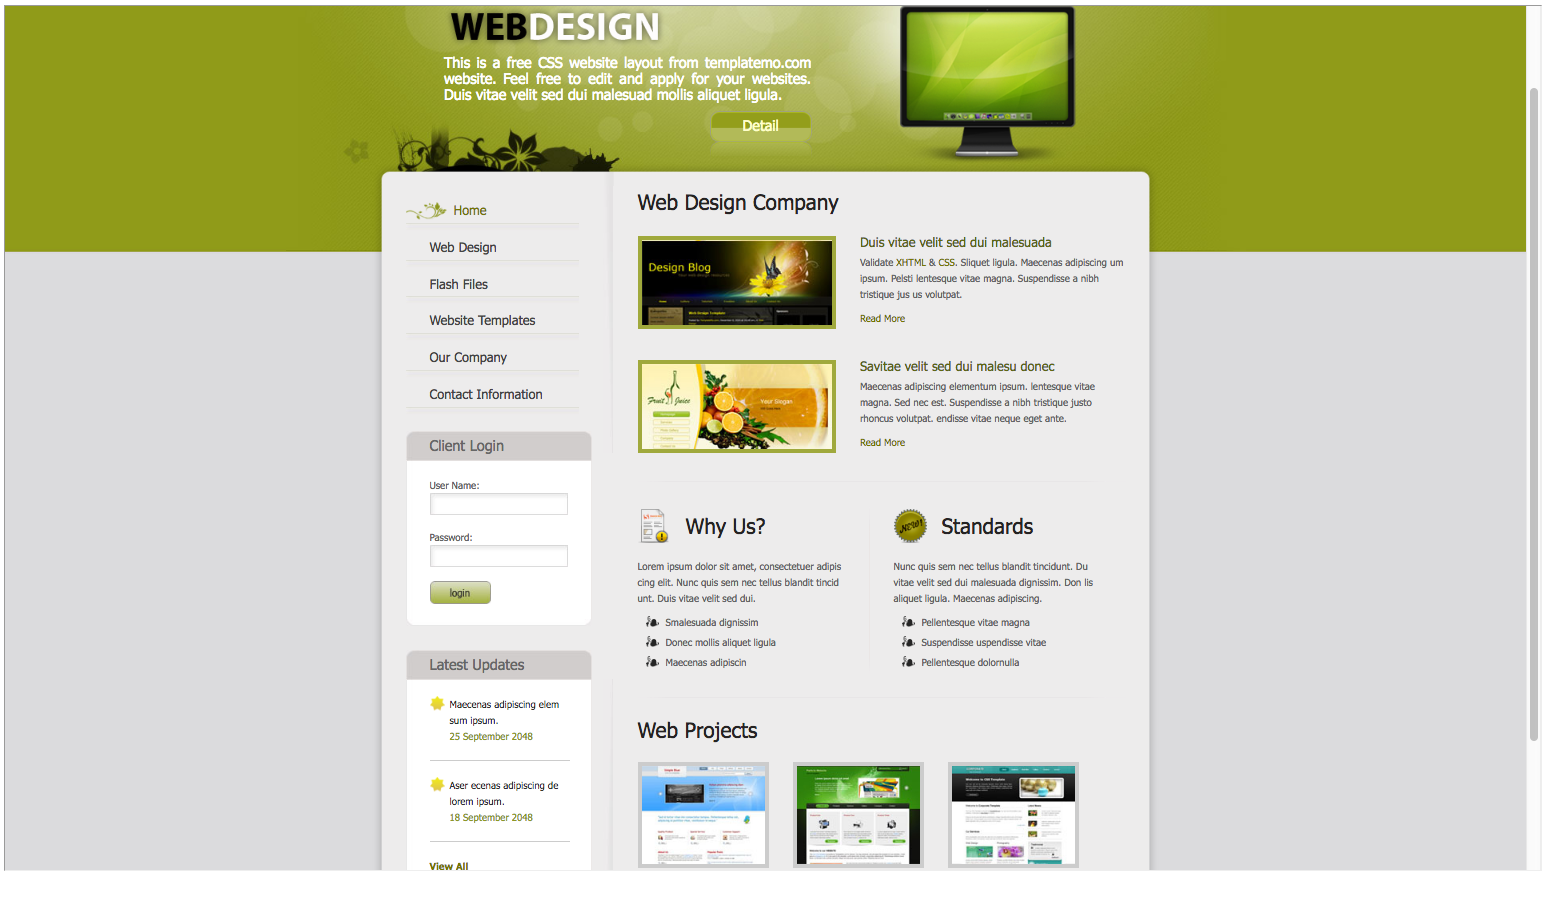 WEBDESIGN
This is a free CSS website layout from templatemo.com
website. Feel free to edit and apply for your websites.
Duis vitae velit sed dui malesuad mollis aliquet ligula.
Detail
Home
Web Design
Flash Files
Website Templates
Our Company
Contact Information
Client Login
User Name:
Password:
login
Latest Updates
Maecenas adipiscing elem
sum ipsum.
25 September 2048
Aser ecenas adipiscing de
lorem ipsum.
18 September 2048
View All
Web Design Company
Design Blog
Duis vitae velit sed dui malesuada
Validate XHTML & CSS. Sliquet ligula. Maecenas adipiscing um
ipsum. Pelsti lentesque vitae magna. Suspendisse a nibh
tristique jus us volutpat.
Read More
Fruit Juice
Your Slogan
Savitae velit sed dui malesu donec
Maecenas adipiscing elementum ipsum. lentesque vitae
magna. Sed nec est. Suspendisse a nibh tristique justo
rhoncus volutpat. endisse vitae neque eget ante.
Read More
Why Us?
Lorem ipsum dolor sit amet, consectetuer adipis
cing elit. Nunc quis sem nec tellus blandit tincid
unt. Duis vitae velit sed dui.
Smalesuada dignissim
Donec mollis aliquet ligula
Maecenas adipiscin
NEW!
Standards
Nunc quis sem nec tellus blandit tincidunt. Du
vitae velit sed dui malesuada dignissim. Don lis
aliquet ligula. Maecenas adipiscing.
Pellentesque vitae magna
Suspendisse uspendisse vitae
Pellentesque dolornulla
Web Projects